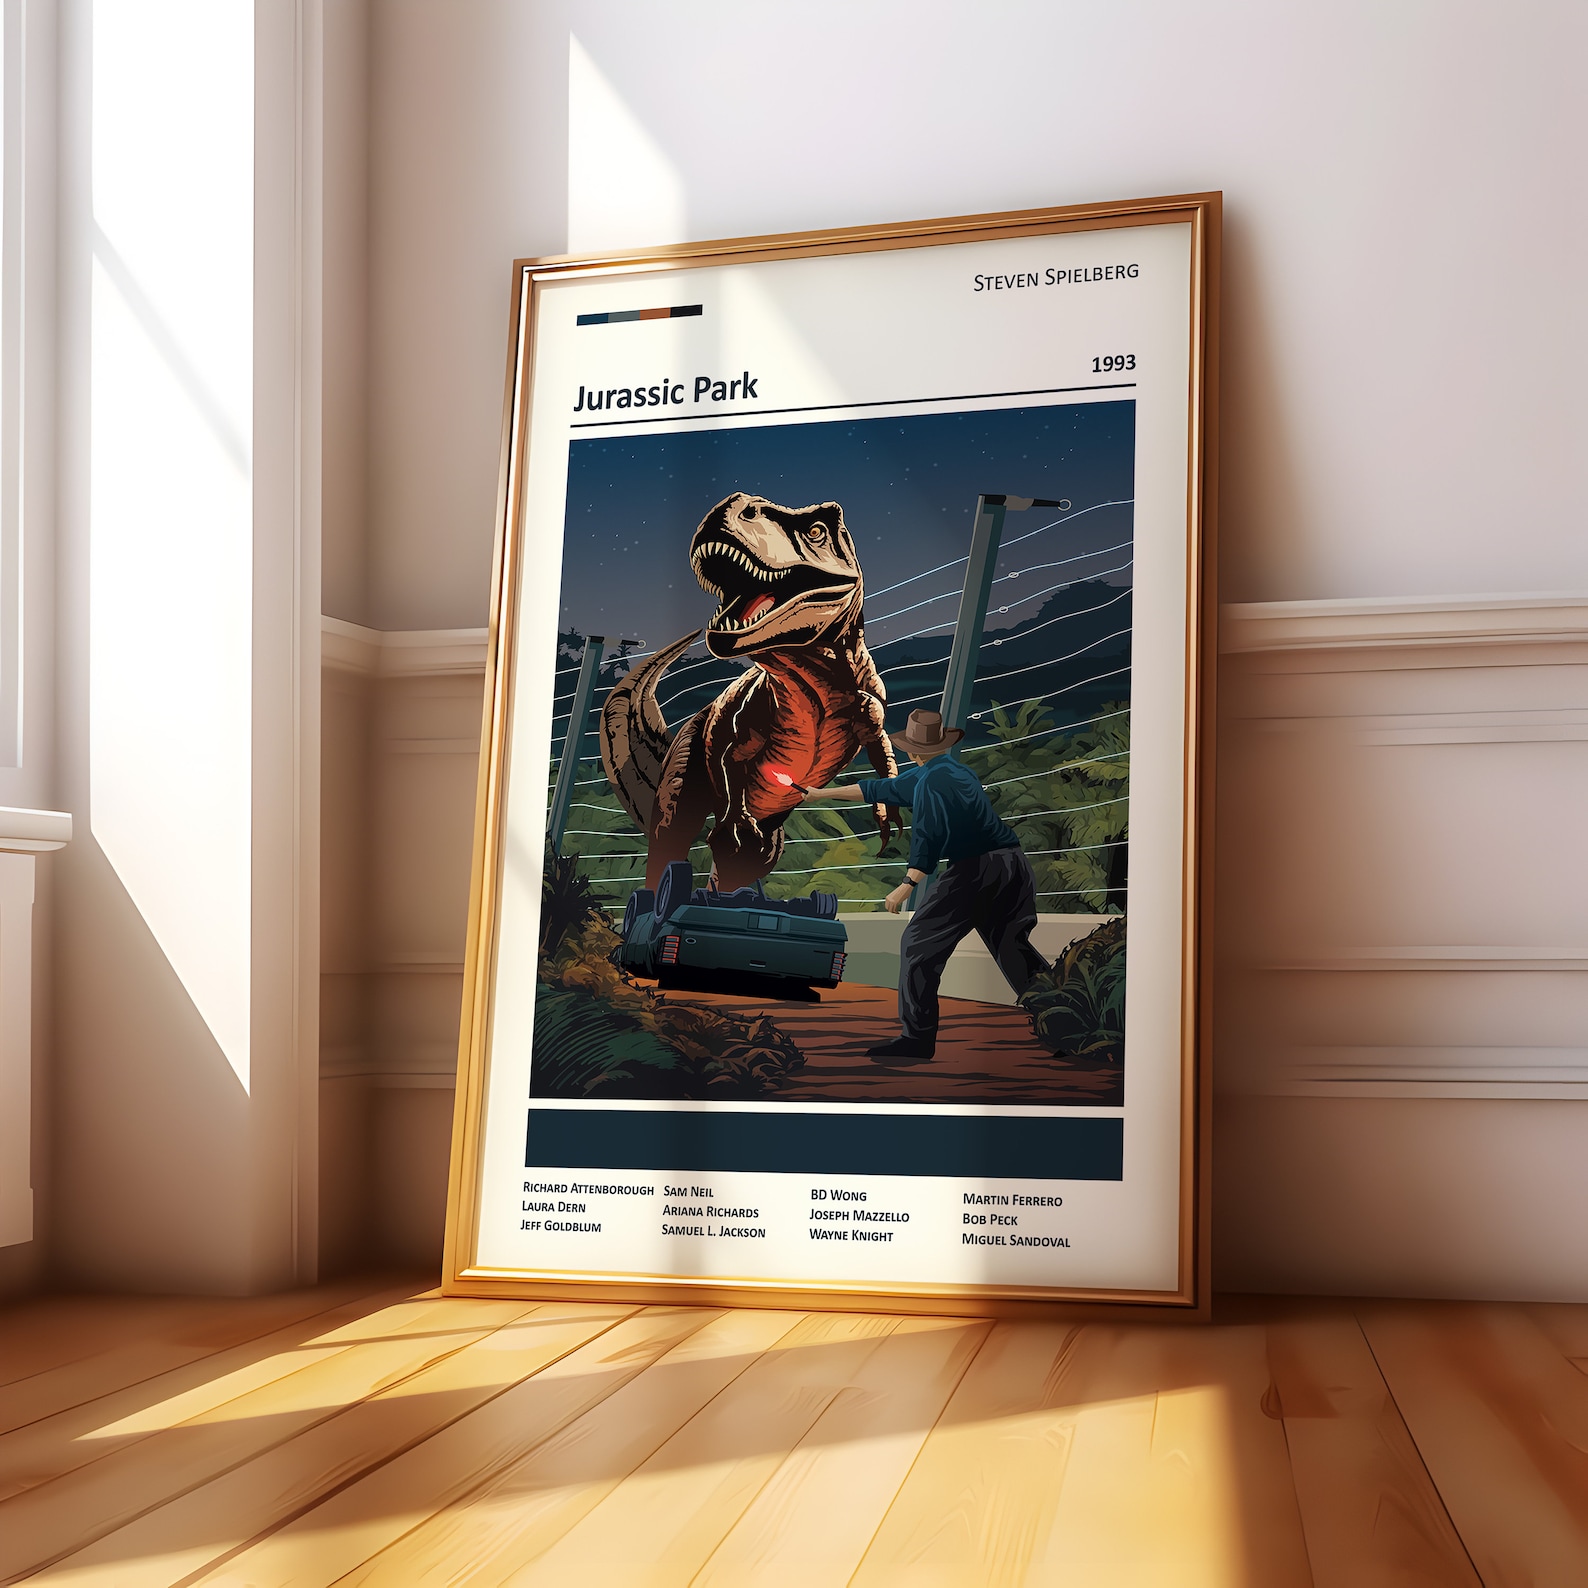 STEVEN SPIELBERG
1993
Jurassic Park
RICHARD ATTENBOROUGH
LAURA DERN
JEFF GOLDBLUM
SAM NEIL
ARIANA RICHARDS
SAMUEL L. JACKSON
BD WONG
JOSEPH MAZZELLO
WAYNE KNIGHT
MARTIN FERRERO
BOB PECK
MIGUEL SANDOVAL